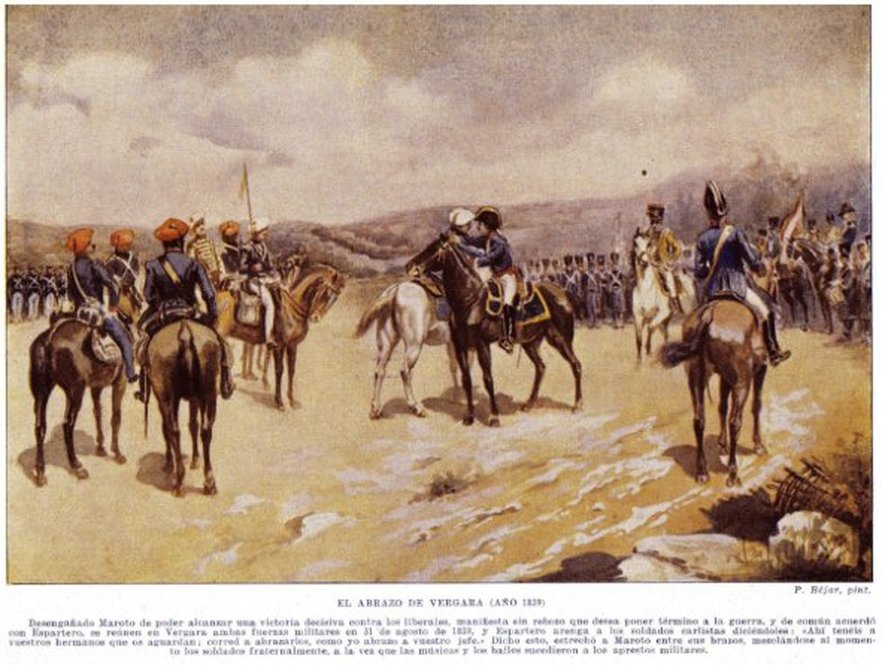 P. Béjar, pint.
EL ABRAZO DE VERGARA (AÑO 1839)
Desengañado Maroto de poder alcanzar una victoria decisiva contra los liberales, manifiesta sin rebozo que desea poner término a la guerra, y de común acuerdo
con Espartero, se reúnen en Vergara ambas fuerzas militares en 31 de agosto de 1839, y Espartero arenga a los soldados carlistas diciéndoles: «Ahí tenéis a
vuestros hermanos que os aguardan; corred a abrazarlos, como yo abrazo a vuestro jefe.» Dicho esto, estrechó a Maroto entre sus brazos, mezclándose al momen-
to los soldados fraternalmente, a la vez que las músicas y los bailes sucedieron a los aprestos militares.